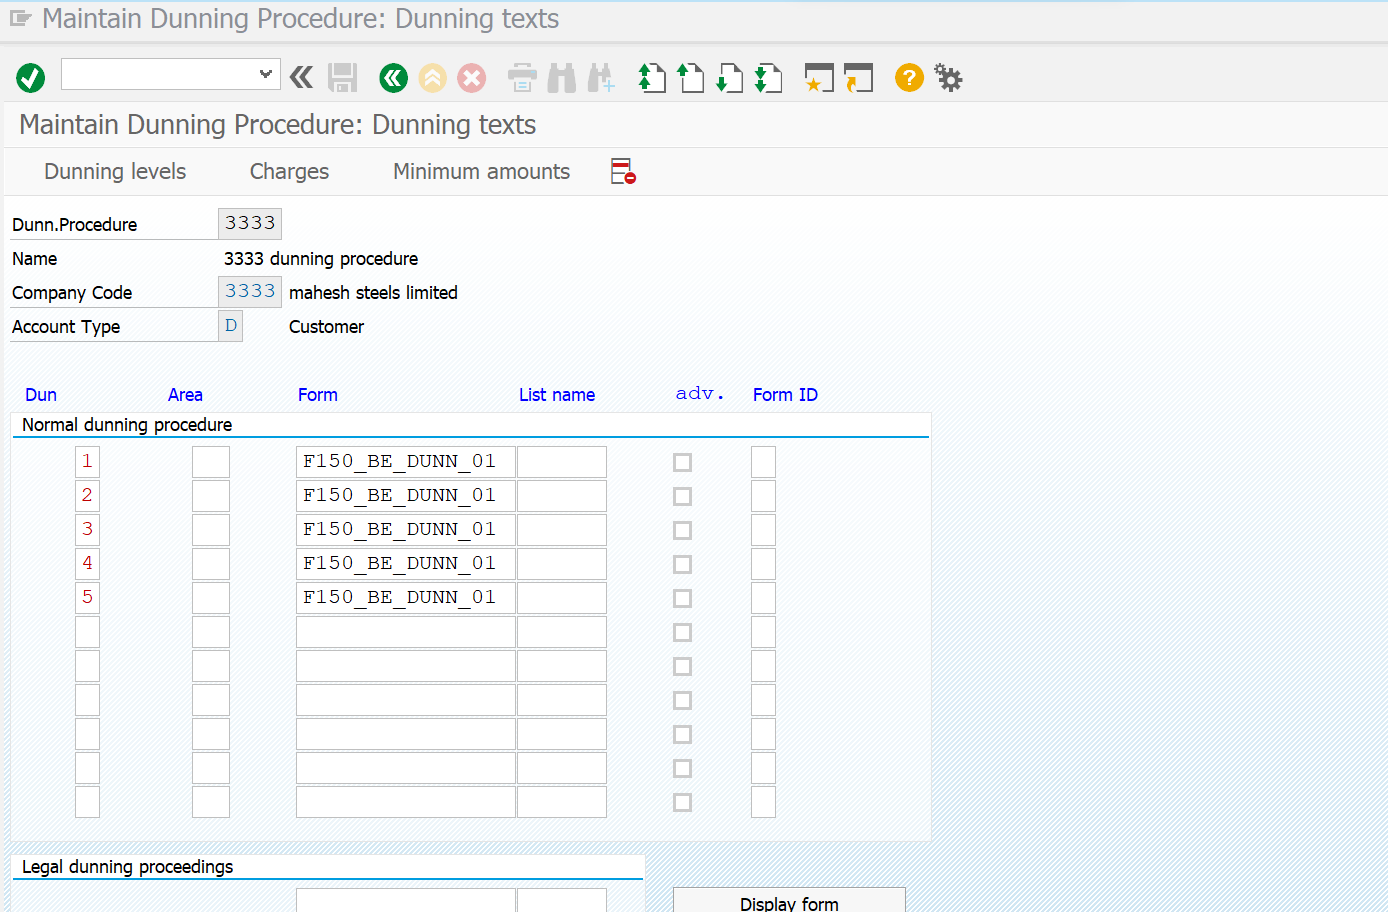 Maintain Dunning Procedure: Dunning texts
Maintain Dunning Procedure: Dunning texts
Dunning levels Charges Minimum amounts
Dunn.Procedure 3333
Name 3333 dunning procedure
Company Code 3333 mahesh steels limited
Account Type D Customer
Dun Area Form List name adv. Form ID
Normal dunning procedure
1 F150_BE_DUNN_01
2 F150_BE_DUNN_01
3 F150_BE_DUNN_01
4 F150_BE_DUNN_01
5 F150_BE_DUNN_01
Legal dunning proceedings
Display form